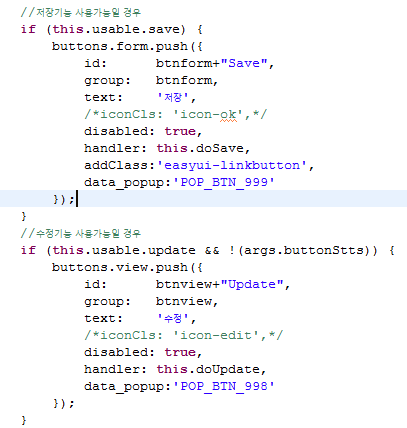 //저장기능 사용가능일 경우
if (this.usable.save) {
    buttons.form.push({
        id:      btnform+"Save",
        group:   btnform,
        text:    '저장',
        /*iconCls: 'icon-ok',*/
        disabled: true,
        handler: this.doSave,
        addClass:'easyui-linkbutton',
        data_popup:'POP_BTN_999'
    });
}
//수정기능 사용가능일 경우
if (this.usable.update && !(args.buttonStts)) {
    buttons.view.push({
        id:      btnview+"Update",
        group:   btnview,
        text:    '수정',
        /*iconCls: 'icon-edit',*/
        disabled: true,
        handler: this.doUpdate,
        data_popup:'POP_BTN_998'
    });
}